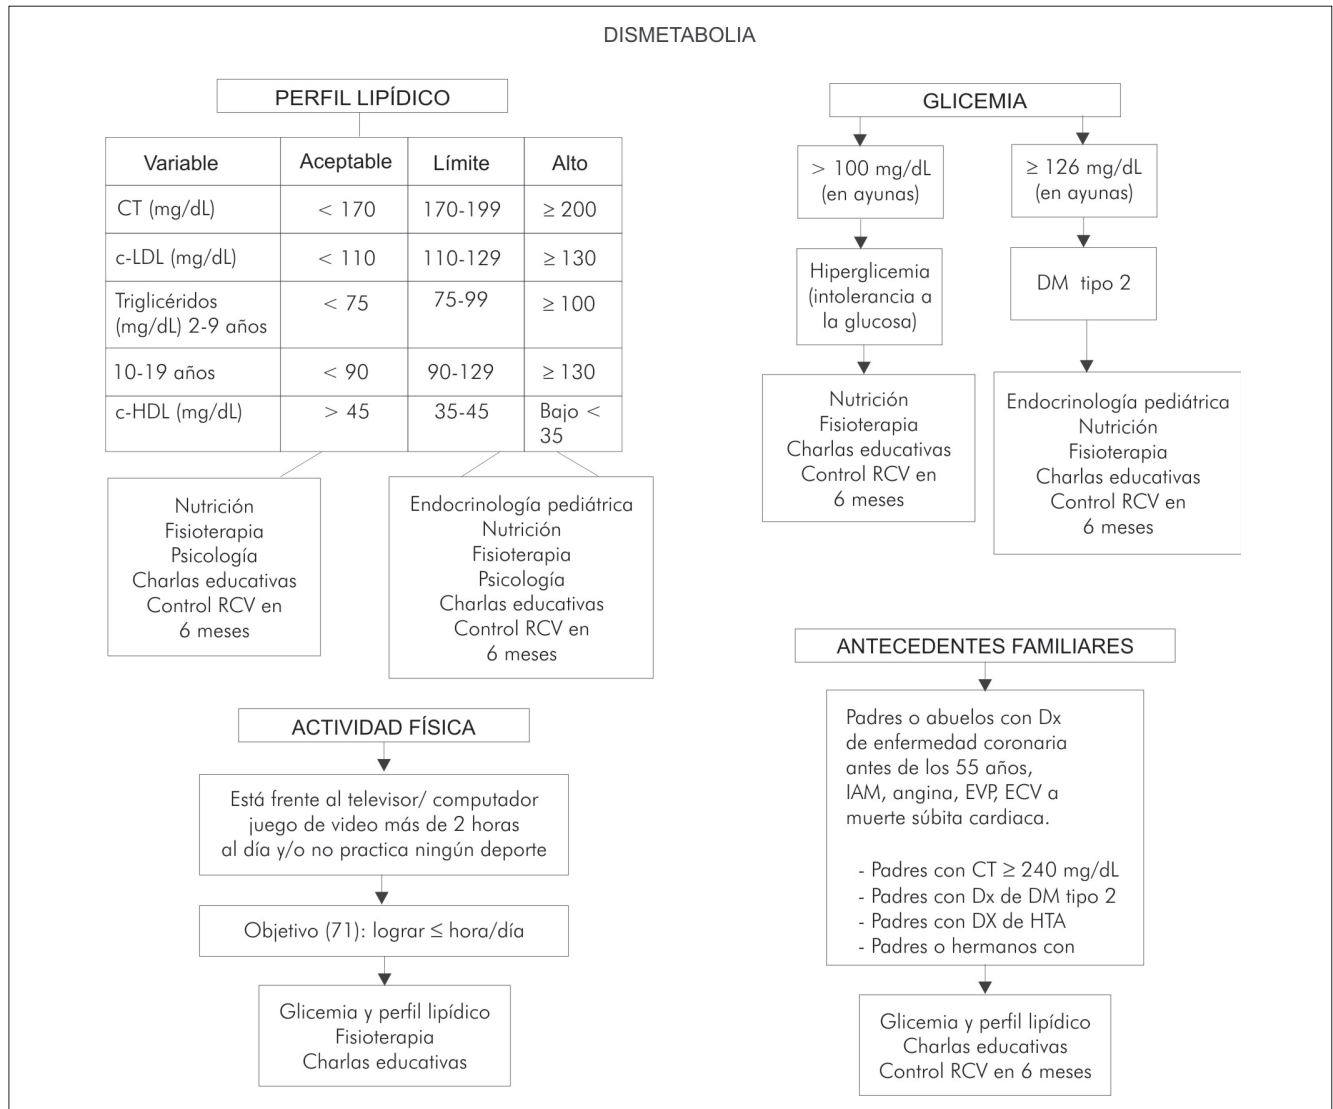 DISMETABOLIA
PERFIL LIPÍDICO
Variable Aceptable Límite Alto
CT (mg/dL) < 170 170-199 ≥ 200
c-LDL (mg/dL) < 110 110-129 ≥ 130
Triglicéridos
(mg/dL) 2-9 años < 75 75-99 ≥ 100
10-19 años < 90 90-129 ≥ 130
c-HDL (mg/dL) > 45 35-45 Bajo <
35
Nutrición
Fisioterapia
Psicología
Charlas educativas
Control RCV en
6 meses
Endocrinología pediátrica
Nutrición
Fisioterapia
Psicología
Charlas educativas
Control RCV en
6 meses
GLICEMIA
> 100 mg/dL
(en ayunas)
Hiperglicemia
(intolerancia a
la glucosa)
Nutrición
Fisioterapia
Charlas educativas
Control RCV en
6 meses
≥ 126 mg/dL
(en ayunas)
DM tipo 2
Endocrinología pediátrica
Nutrición
Fisioterapia
Charlas educativas
Control RCV en
6 meses
ACTIVIDAD FÍSICA
Está frente al televisor/ computador
juego de video más de 2 horas
al día y/o no practica ningún deporte
Objetivo (71): lograr ≤ hora/día
Glicemia y perfil lipídico
Fisioterapia
Charlas educativas
ANTECEDENTES FAMILIARES
Padres o abuelos con Dx
de enfermedad coronaria
antes de los 55 años,
IAM, angina, EVP, ECV a
muerte súbita cardiaca.
- Padres con CT ≥ 240 mg/dL
- Padres con Dx de DM tipo 2
- Padres con DX de HTA
- Padres o hermanos con
Glicemia y perfil lipídico
Charlas educativas
Control RCV en 6 meses